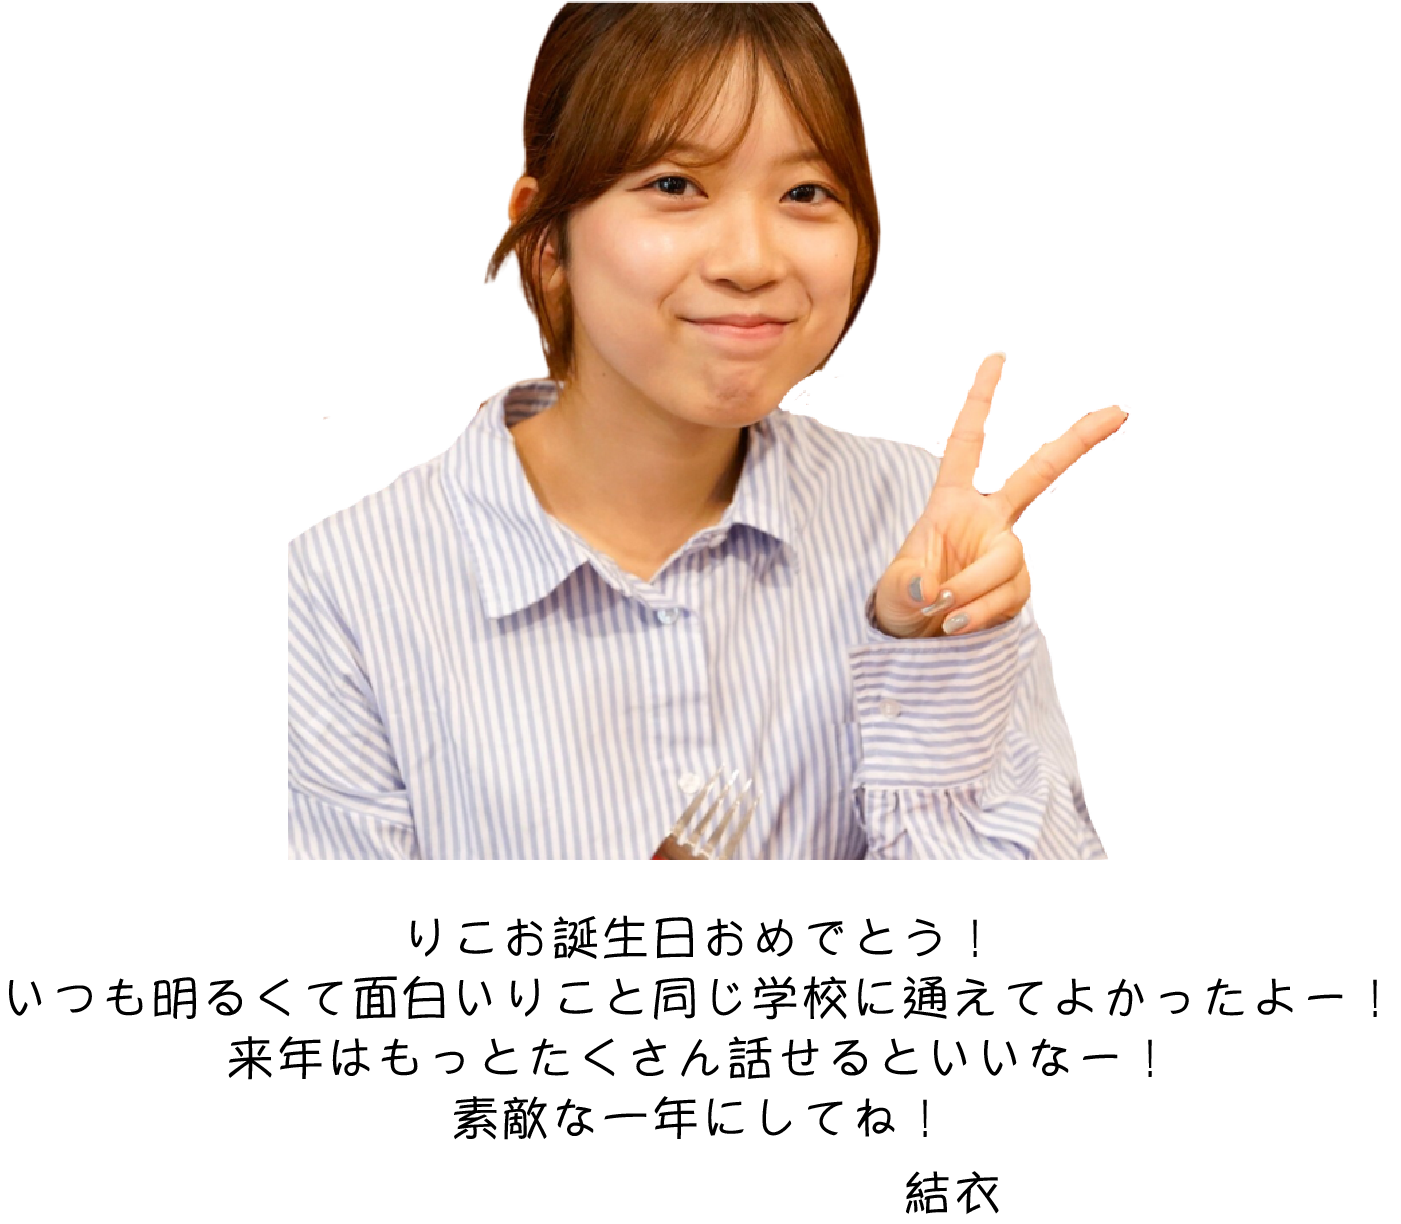 りこお誕生日おめでとう！
いつも明るくて面白いりこと同じ学校に通えてよかったよー！
来年はもっとたくさん話せるといいなー！
素敵な一年にしてね！
結衣